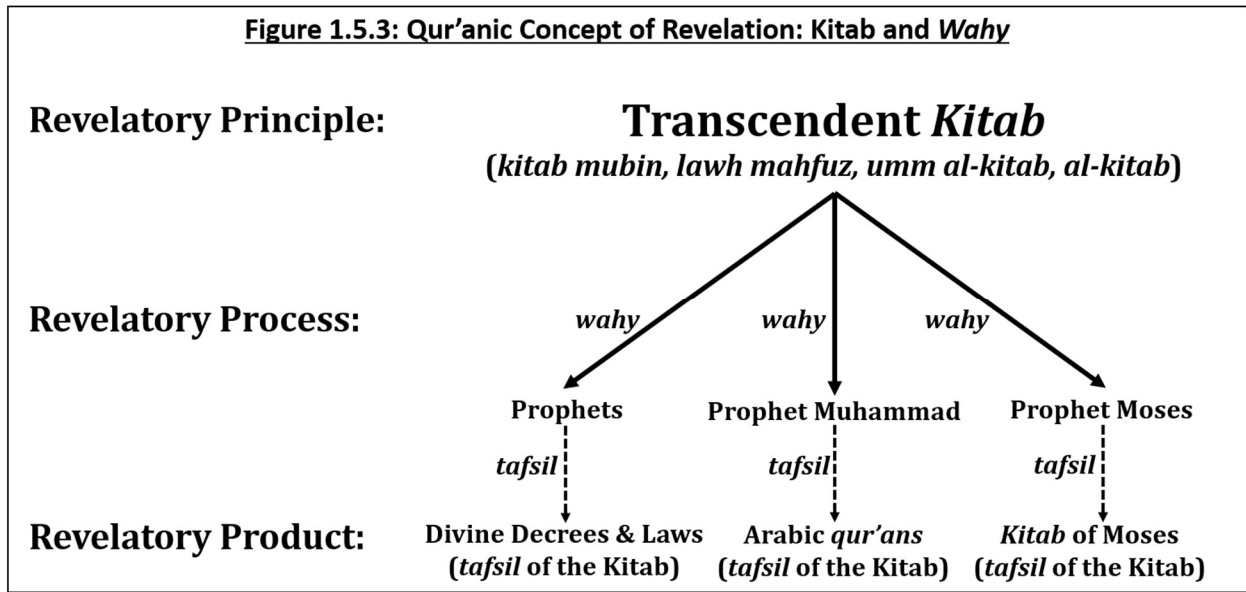 Figure 1.5.3: Qur’anic Concept of Revelation: Kitab and Wahy
Revelatory Principle:
Transcendent Kitab
(kitab mubin, lawh mahfuz, umm al-kitab, al-kitab)
Revelatory Process:
wahy
wahy
wahy
Prophets
Prophet Muhammad
Prophet Moses
tafsil
tafsil
tafsil
Revelatory Product:
Divine Decrees & Laws
(tafsil of the Kitab)
Arabic qur’ans
(tafsil of the Kitab)
Kitab of Moses
(tafsil of the Kitab)